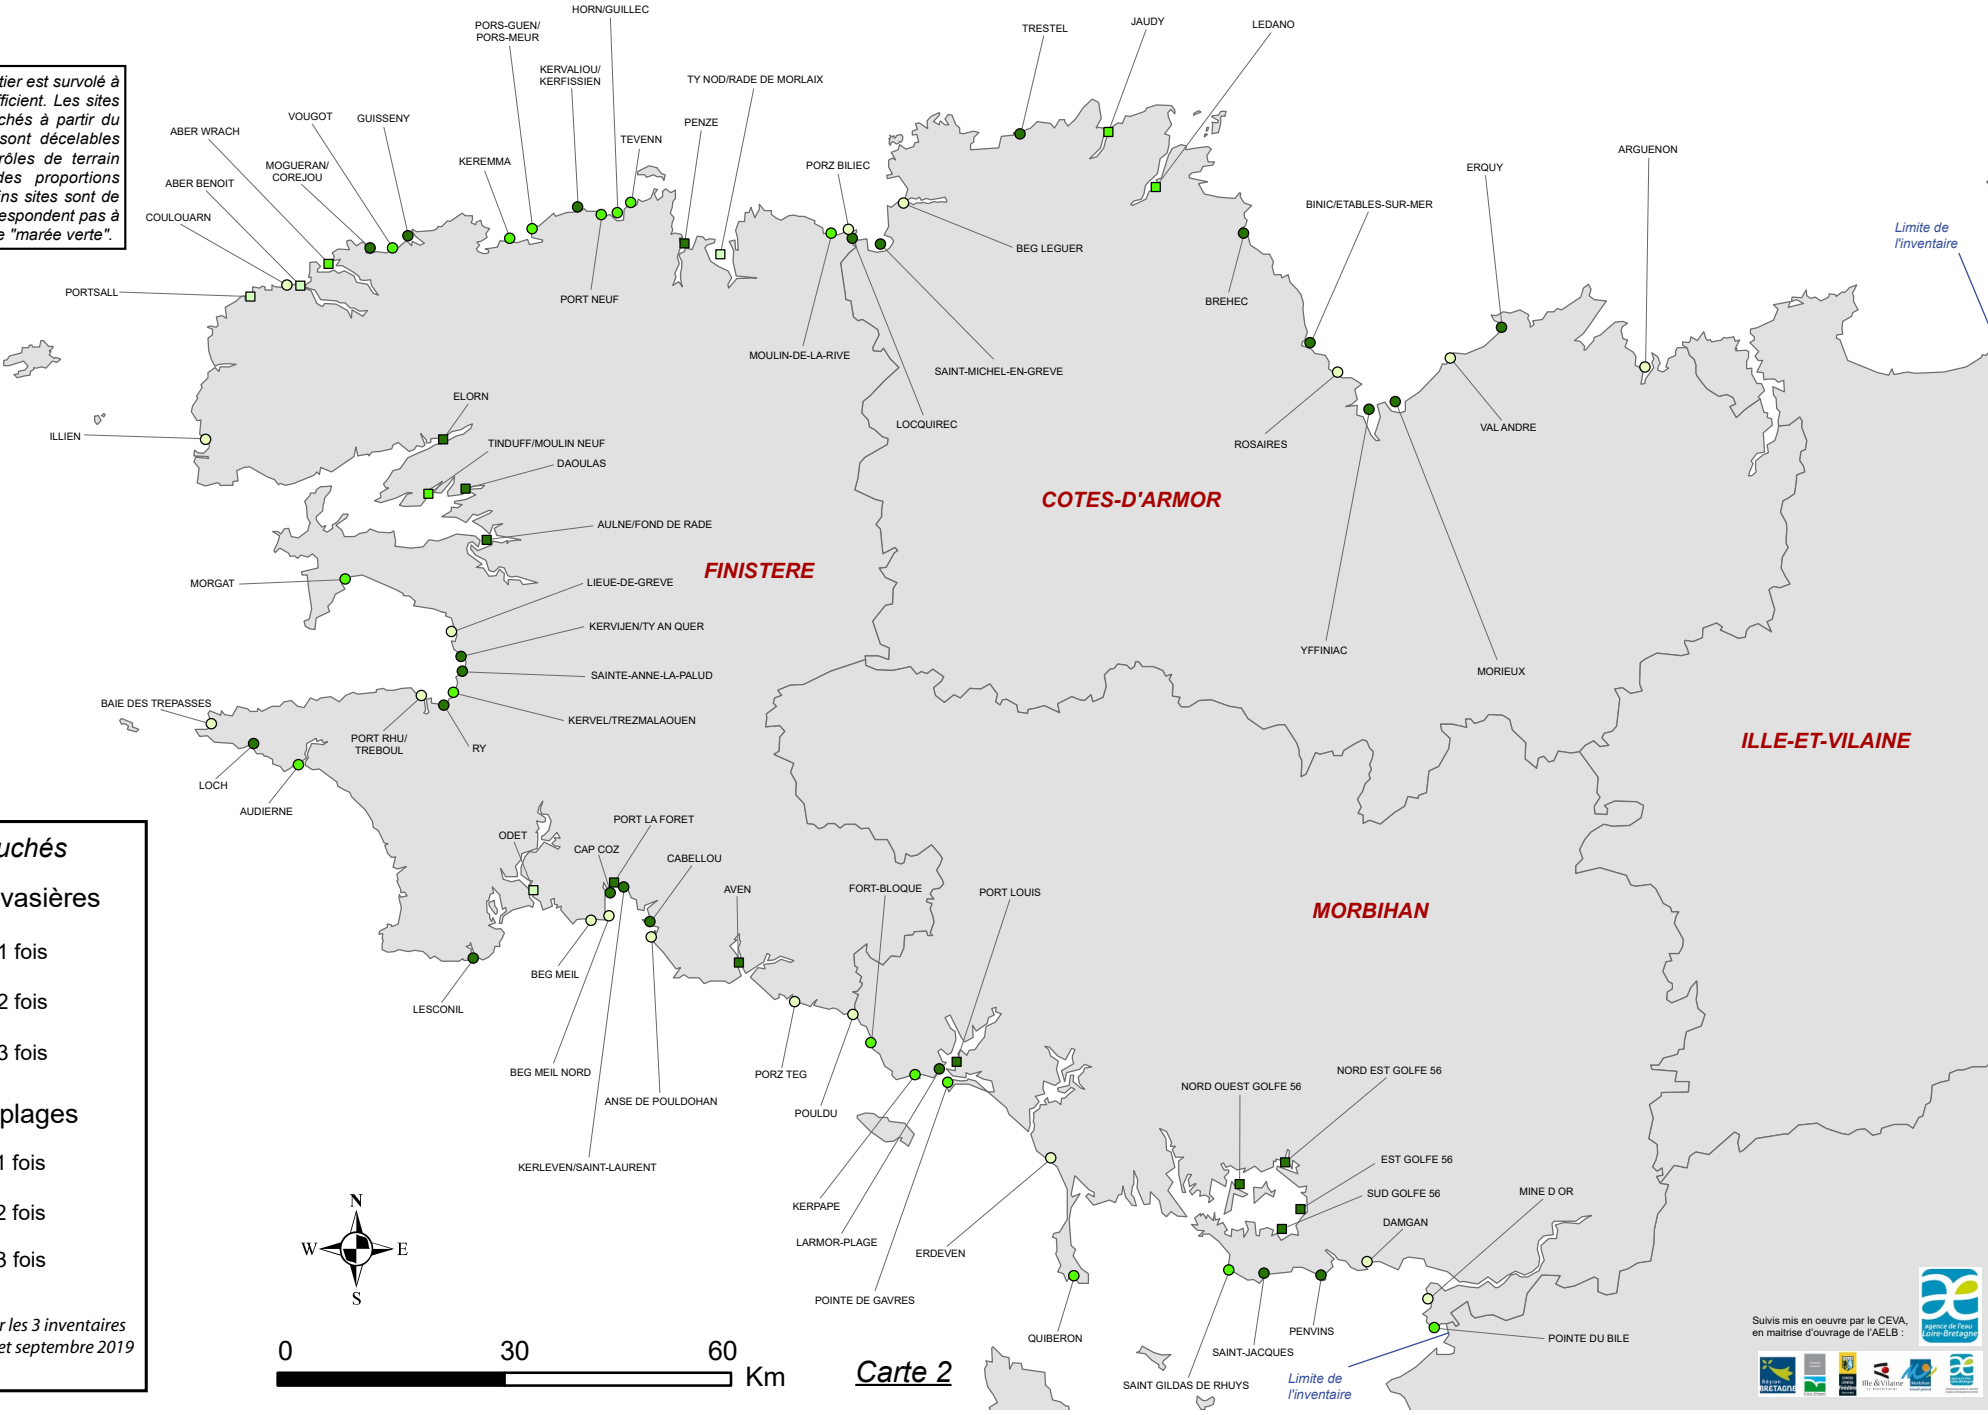 tier est survolé à
fficient. Les sites
chés à partir du
sont décelables
rôles de terrain
des proportions
ins sites sont de
espondent pas à
e "marée verte".
HORN/GUILLEC
PORS-GUEN/
PORS-MEUR
KERVALIOU/
KERFISSIEN
TY NOD/RADE DE MORLAIX
TRESTEL
JAUDY
LEDANO
ABER WRACH
VOUGOT
GUISSENY
PENZE
TEVENN
KEREMMA
MOGUERAN/
COREJOU
PORZ BILIEC
ARGUENON
ERQUY
ABER BENOIT
COULOUARN
BINIC/ETABLES-SUR-MER
BEG LEGUER
Limite de
l'inventaire
PORTSALL
PORT NEUF
BREHEC
MOULIN-DE-LA-RIVE
SAINT-MICHEL-EN-GREVE
ELORN
LOCQUIREC
VAL ANDRE
ILLIEN
TINDUFF/MOULIN NEUF
ROSAIRES
DAOULAS
COTES-D'ARMOR
AULNE/FOND DE RADE
FINISTERE
MORGAT
LIEUE-DE-GREVE
KERVIJEN/TY AN QUER
YFFINIAC
SAINTE-ANNE-LA-PALUD
MORIEUX
BAIE DES TREPASSES
KERVEL/TREZMALAOUEN
PORT RHU/
TREBOUL
RY
ILLE-ET-VILAINE
LOCH
AUDIERNE
PORT LA FORET
ODET
CAP COZ
CABELLOU
AVEN
FORT-BLOQUE
PORT LOUIS
MORBIHAN
BEG MEIL
LESCONIL
BEG MEIL NORD
PORZ TEG
ANSE DE POULDOHAN
POULDU
NORD OUEST GOLFE 56
NORD EST GOLFE 56
KERLEVEN/SAINT-LAURENT
EST GOLFE 56
SUD GOLFE 56
MINE D OR
KERPAPE
DAMGAN
LARMOR-PLAGE
ERDEVEN
POINTE DE GAVRES
QUIBERON
PENVINS
POINTE DU BILE
SAINT-JACQUES
SAINT GILDAS DE RHUYS
Limite de
l'inventaire
uchés
vasières
1 fois
2 fois
3 fois
plages
1 fois
2 fois
3 fois
r les 3 inventaires
et septembre 2019
N
W E
S
0 30 60
Km
Carte 2
Suivis mis en oeuvre par le CEVA,
en maitrise d'ouvrage de l'AELB :
agence de l'eau
Loire-Bretagne
Région
BRETAGNE
Ille & Vilaine